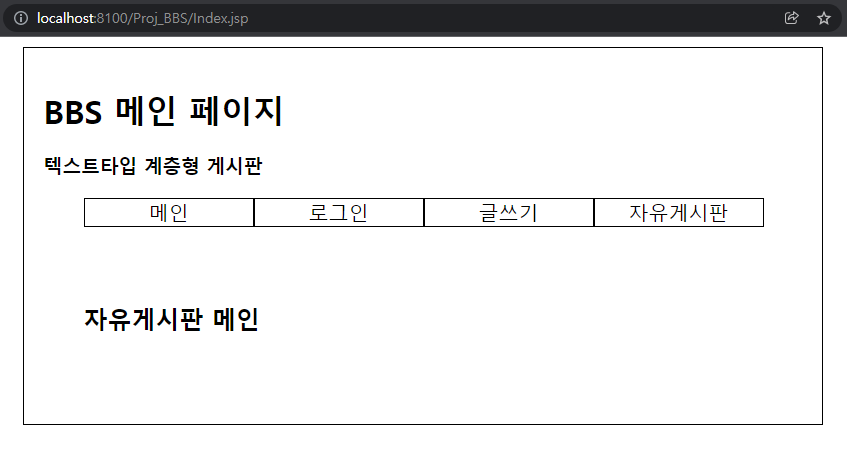 localhost:8100/Proj_BBS/Index.jsp
BBS 메인 페이지
텍스트타입 계층형 게시판
메인 로그인 글쓰기 자유게시판
자유게시판 메인